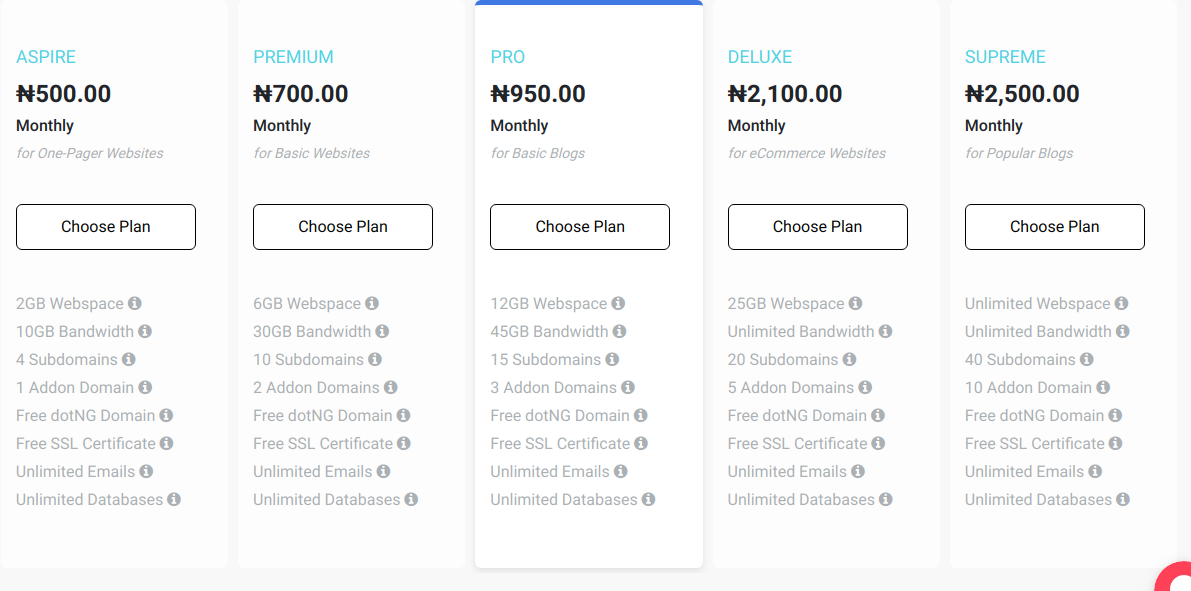 ASPIRE
₦500.00
Monthly
for One-Pager Websites
Choose Plan
2GB Webspace
10GB Bandwidth
4 Subdomains
1 Addon Domain
Free dotNG Domain
Free SSL Certificate
Unlimited Emails
Unlimited Databases
PREMIUM
₦700.00
Monthly
for Basic Websites
Choose Plan
6GB Webspace
30GB Bandwidth
10 Subdomains
2 Addon Domains
Free dotNG Domain
Free SSL Certificate
Unlimited Emails
Unlimited Databases
PRO
₦950.00
Monthly
for Basic Blogs
Choose Plan
12GB Webspace
45GB Bandwidth
15 Subdomains
3 Addon Domains
Free dotNG Domain
Free SSL Certificate
Unlimited Emails
Unlimited Databases
DELUXE
₦2,100.00
Monthly
for eCommerce Websites
Choose Plan
25GB Webspace
Unlimited Bandwidth
20 Subdomains
5 Addon Domains
Free dotNG Domain
Free SSL Certificate
Unlimited Emails
Unlimited Databases
SUPREME
₦2,500.00
Monthly
for Popular Blogs
Choose Plan
Unlimited Webspace
Unlimited Bandwidth
40 Subdomains
10 Addon Domain
Free dotNG Domain
Free SSL Certificate
Unlimited Emails
Unlimited Databases